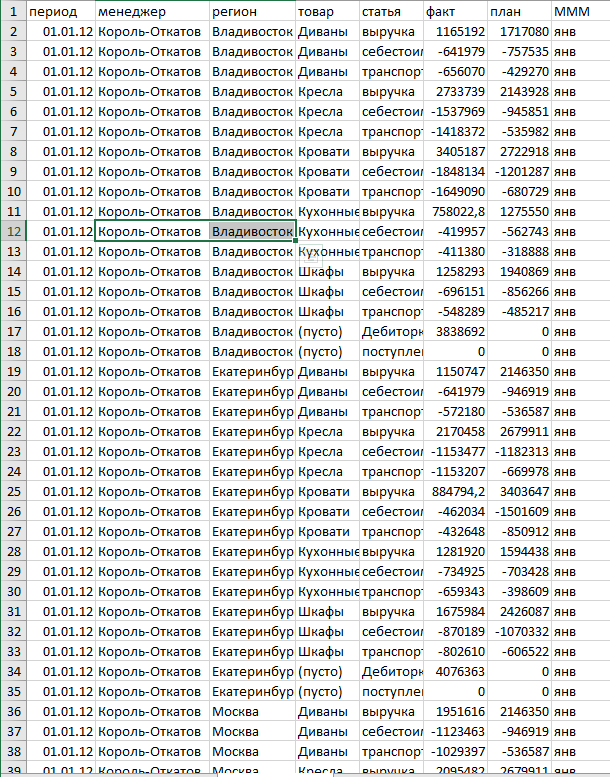 1 период менеджер регион товар статья факт план МММ
2 01.01.12 Король-Откатов Владивосток Диваны выручка 1165192 1717080 янв
3 01.01.12 Король-Откатов Владивосток Диваны себестоим -641979 -757535 янв
4 01.01.12 Король-Откатов Владивосток Диваны транспорт -656070 -429270 янв
5 01.01.12 Король-Откатов Владивосток Кресла выручка 2733739 2143928 янв
6 01.01.12 Король-Откатов Владивосток Кресла себестоим -1537969 -945851 янв
7 01.01.12 Король-Откатов Владивосток Кресла транспорт -1418372 -535982 янв
8 01.01.12 Король-Откатов Владивосток Кровати выручка 3405187 2722918 янв
9 01.01.12 Король-Откатов Владивосток Кровати себестоим -1848134 -1201287 янв
10 01.01.12 Король-Откатов Владивосток Кровати транспорт -1649090 -680729 янв
11 01.01.12 Король-Откатов Владивосток Кухонные выручка 758022,8 1275550 янв
12 01.01.12 Король-Откатов Владивосток Кухонные себестоим -419957 -562743 янв
13 01.01.12 Король-Откатов Владивосток Кухонные транспорт -411380 -318888 янв
14 01.01.12 Король-Откатов Владивосток Шкафы выручка 1258293 1940869 янв
15 01.01.12 Король-Откатов Владивосток Шкафы себестоим -696151 -856266 янв
16 01.01.12 Король-Откатов Владивосток Шкафы транспорт -548289 -485217 янв
17 01.01.12 Король-Откатов Владивосток (пусто) Дебиторк 3838692 0 янв
18 01.01.12 Король-Откатов Владивосток (пусто) поступлен 0 0 янв
19 01.01.12 Король-Откатов Екатеринбур Диваны выручка 1150747 2146350 янв
20 01.01.12 Король-Откатов Екатеринбур Диваны себестоим -641979 -946919 янв
21 01.01.12 Король-Откатов Екатеринбур Диваны транспорт -572180 -536587 янв
22 01.01.12 Король-Откатов Екатеринбур Кресла выручка 2170458 2679911 янв
23 01.01.12 Король-Откатов Екатеринбур Кресла себестоим -1153477 -1182313 янв
24 01.01.12 Король-Откатов Екатеринбур Кресла транспорт -1153207 -669978 янв
25 01.01.12 Король-Откатов Екатеринбур Кровати выручка 884794,2 3403647 янв
26 01.01.12 Король-Откатов Екатеринбур Кровати себестоим -462034 -1501609 янв
27 01.01.12 Король-Откатов Екатеринбур Кровати транспорт -432648 -850912 янв
28 01.01.12 Король-Откатов Екатеринбур Кухонные выручка 1281920 1594438 янв
29 01.01.12 Король-Откатов Екатеринбур Кухонные себестоим -734925 -703428 янв
30 01.01.12 Король-Откатов Екатеринбур Кухонные транспорт -659343 -398609 янв
31 01.01.12 Король-Откатов Екатеринбур Шкафы выручка 1675984 2426087 янв
32 01.01.12 Король-Откатов Екатеринбур Шкафы себестоим -870189 -1070332 янв
33 01.01.12 Король-Откатов Екатеринбур Шкафы транспорт -802610 -606522 янв
34 01.01.12 Король-Откатов Екатеринбур (пусто) Дебиторк 4076363 0 янв
35 01.01.12 Король-Откатов Екатеринбур (пусто) поступлен 0 0 янв
36 01.01.12 Король-Откатов Москва Диваны выручка 1951616 2146350 янв
37 01.01.12 Король-Откатов Москва Диваны себестоим -1123463 -946919 янв
38 01.01.12 Король-Откатов Москва Диваны транспорт -1029397 -536587 янв
39 01.01.12 Король-Откатов Москва Кресла выручка 2095482 2679911 янв